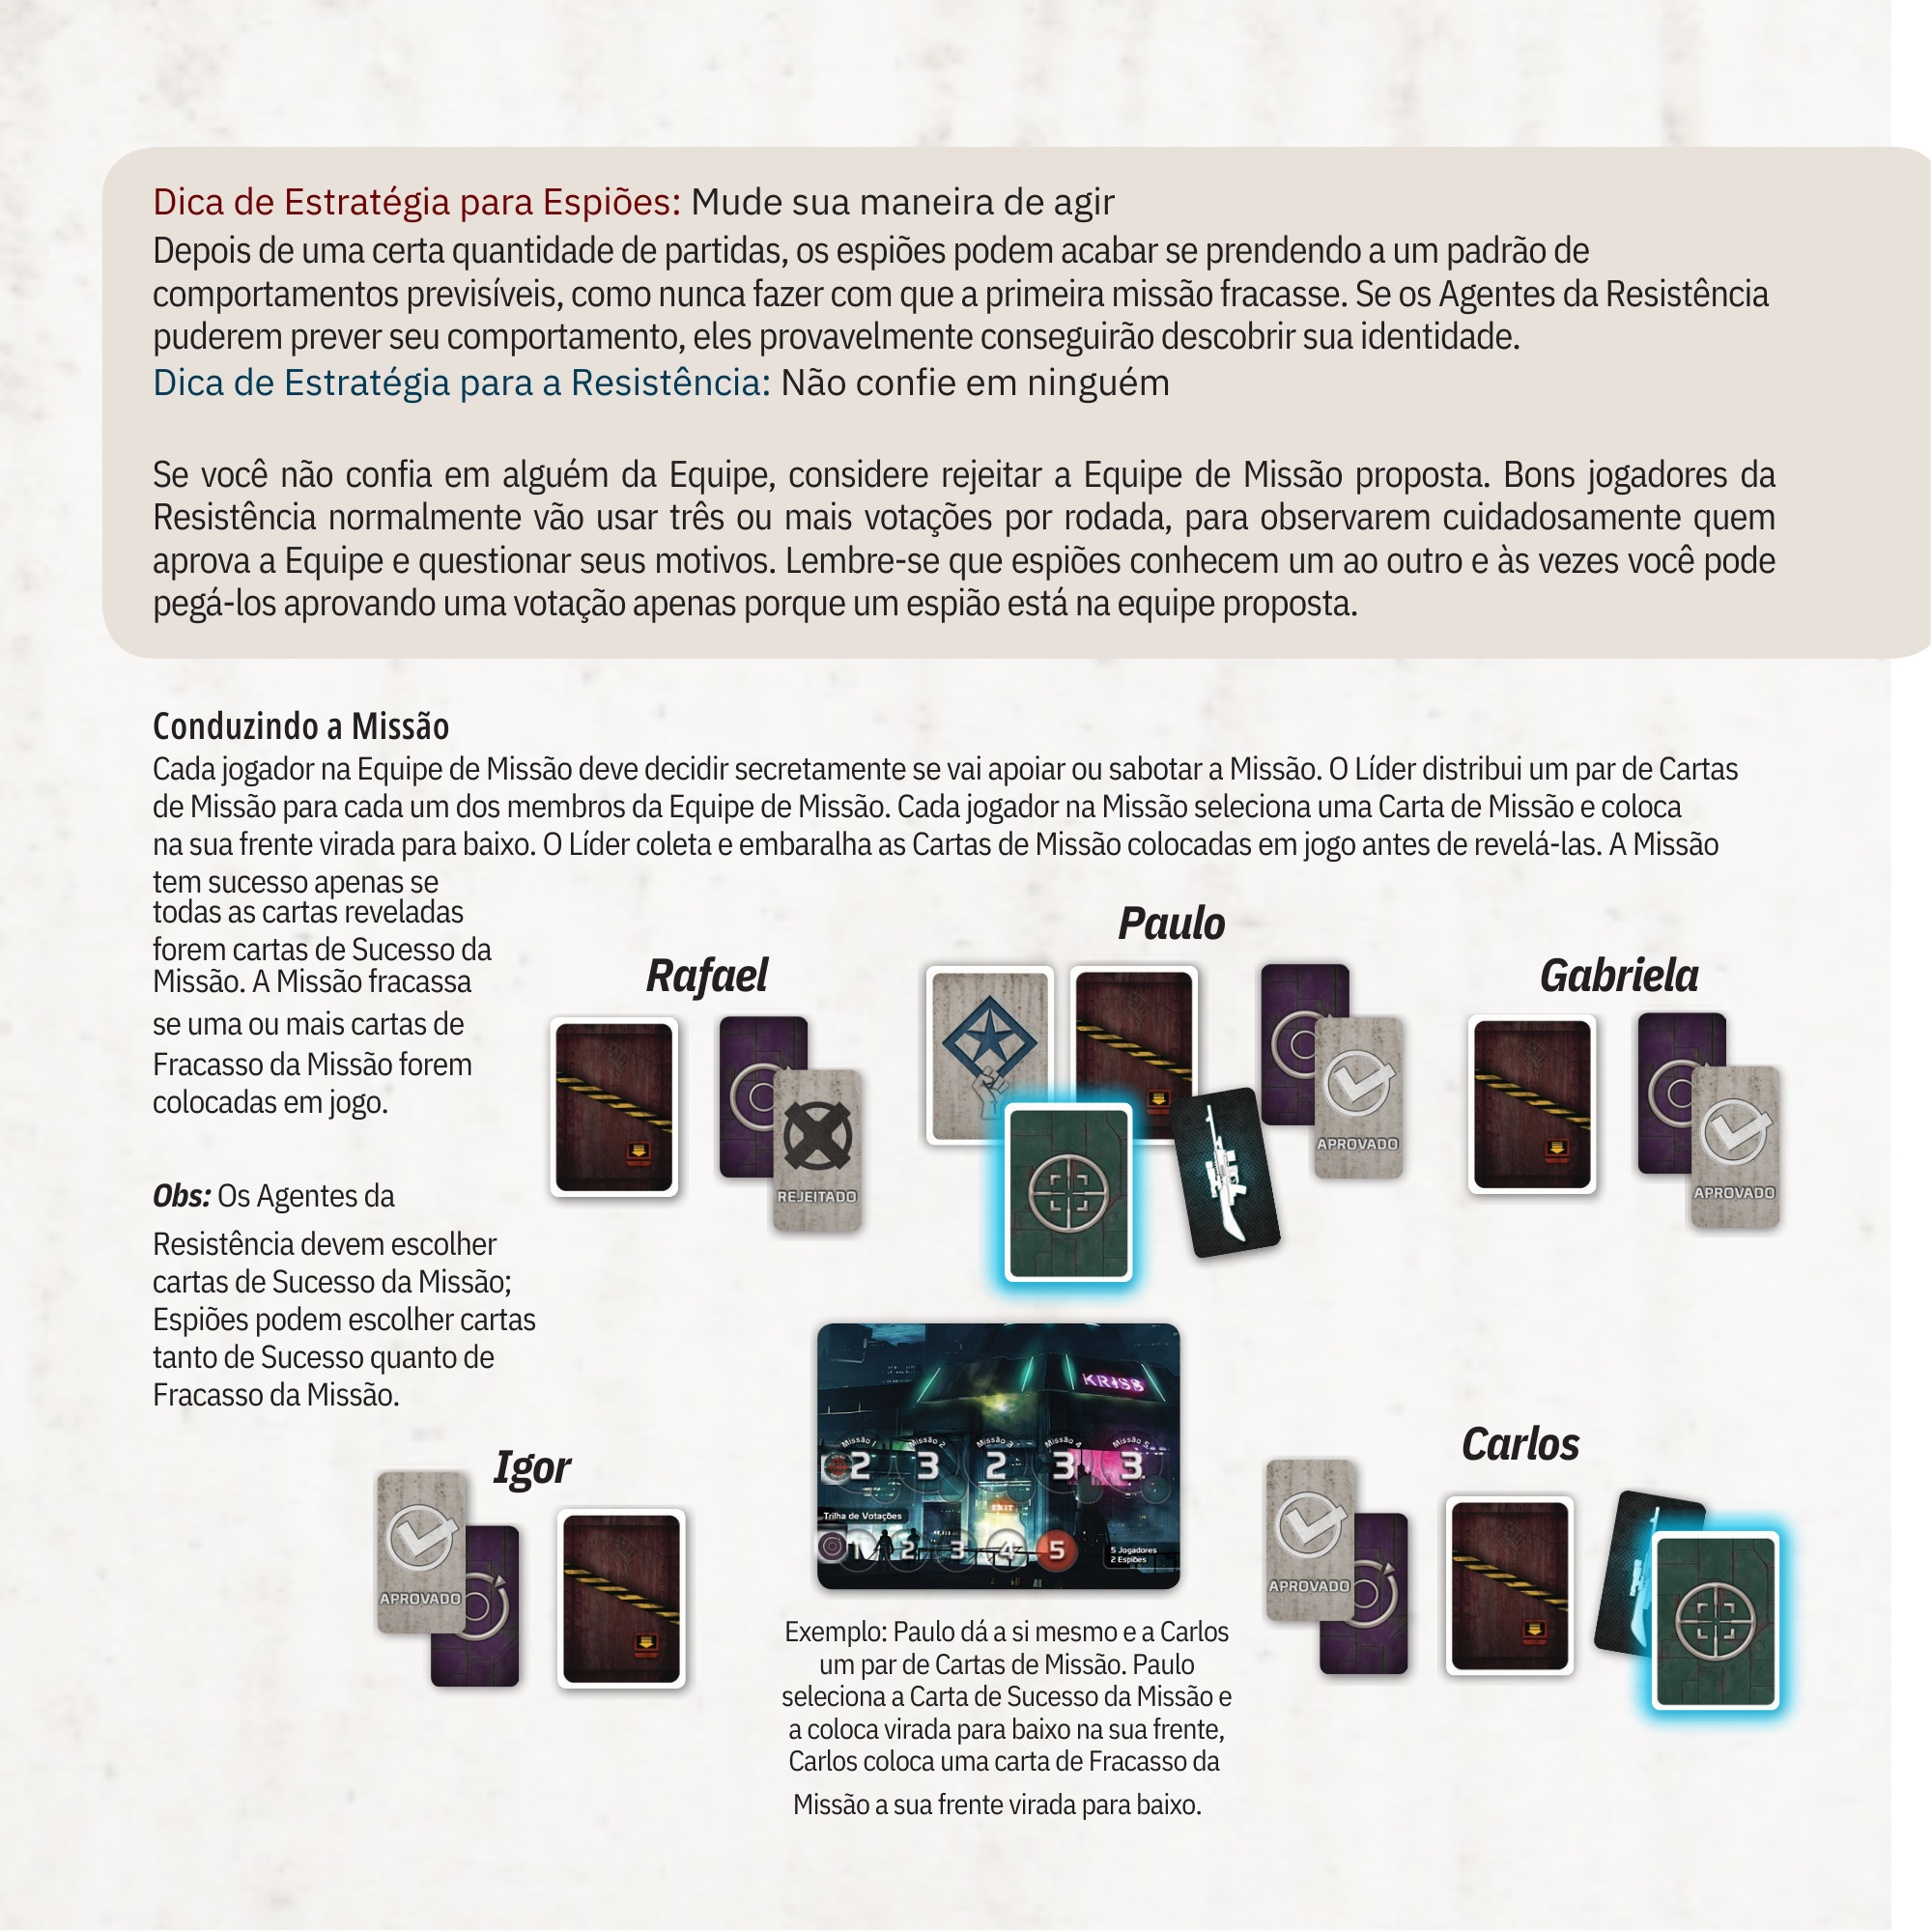 Dica de Estratégia para Espiões: Mude sua maneira de agir
Depois de uma certa quantidade de partidas, os espiões podem acabar se prendendo a um padrão de
comportamentos previsíveis, como nunca fazer com que a primeira missão fracasse. Se os Agentes da Resistência
puderem prever seu comportamento, eles provavelmente conseguirão descobrir sua identidade.
Dica de Estratégia para a Resistência: Não confie em ninguém
Se você não confia em alguém da Equipe, considere rejeitar a Equipe de Missão proposta. Bons jogadores da
Resistência normalmente vão usar três ou mais votações por rodada, para observarem cuidadosamente quem
aprova a Equipe e questionar seus motivos. Lembre-se que espiões conhecem um ao outro e às vezes você pode
pegá-los aprovando uma votação apenas porque um espião está na equipe proposta.
Conduzindo a Missão
Cada jogador na Equipe de Missão deve decidir secretamente se vai apoiar ou sabotar a Missão. O Líder distribui um par de Cartas
de Missão para cada um dos membros da Equipe de Missão. Cada jogador na Missão seleciona uma Carta de Missão e coloca
na sua frente virada para baixo. O Líder coleta e embaralha as Cartas de Missão colocadas em jogo antes de revelá-las. A Missão
tem sucesso apenas se
todas as cartas reveladas
forem cartas de Sucesso da
Missão. A Missão fracassa
se uma ou mais cartas de
Fracasso da Missão forem
colocadas em jogo.
Obs: Os Agentes da
Resistência devem escolher
cartas de Sucesso da Missão;
Espiões podem escolher cartas
tanto de Sucesso quanto de
Fracasso da Missão.
Rafael
REJEITADO
Paulo
APROVADO
Gabriela
APROVADO
Igor
APROVADO
KRISS
Missão 1 Missão 2 Missão 3 Missão 4 Missão 5
2 3 2 3 3
EXIT
Trilha de Votações
1 2 3 4 5
5 Jogadores
2 Espiões
Carlos
APROVADO
Exemplo: Paulo dá a si mesmo e a Carlos
um par de Cartas de Missão. Paulo
seleciona a Carta de Sucesso da Missão e
a coloca virada para baixo na sua frente,
Carlos coloca uma carta de Fracasso da
Missão a sua frente virada para baixo.